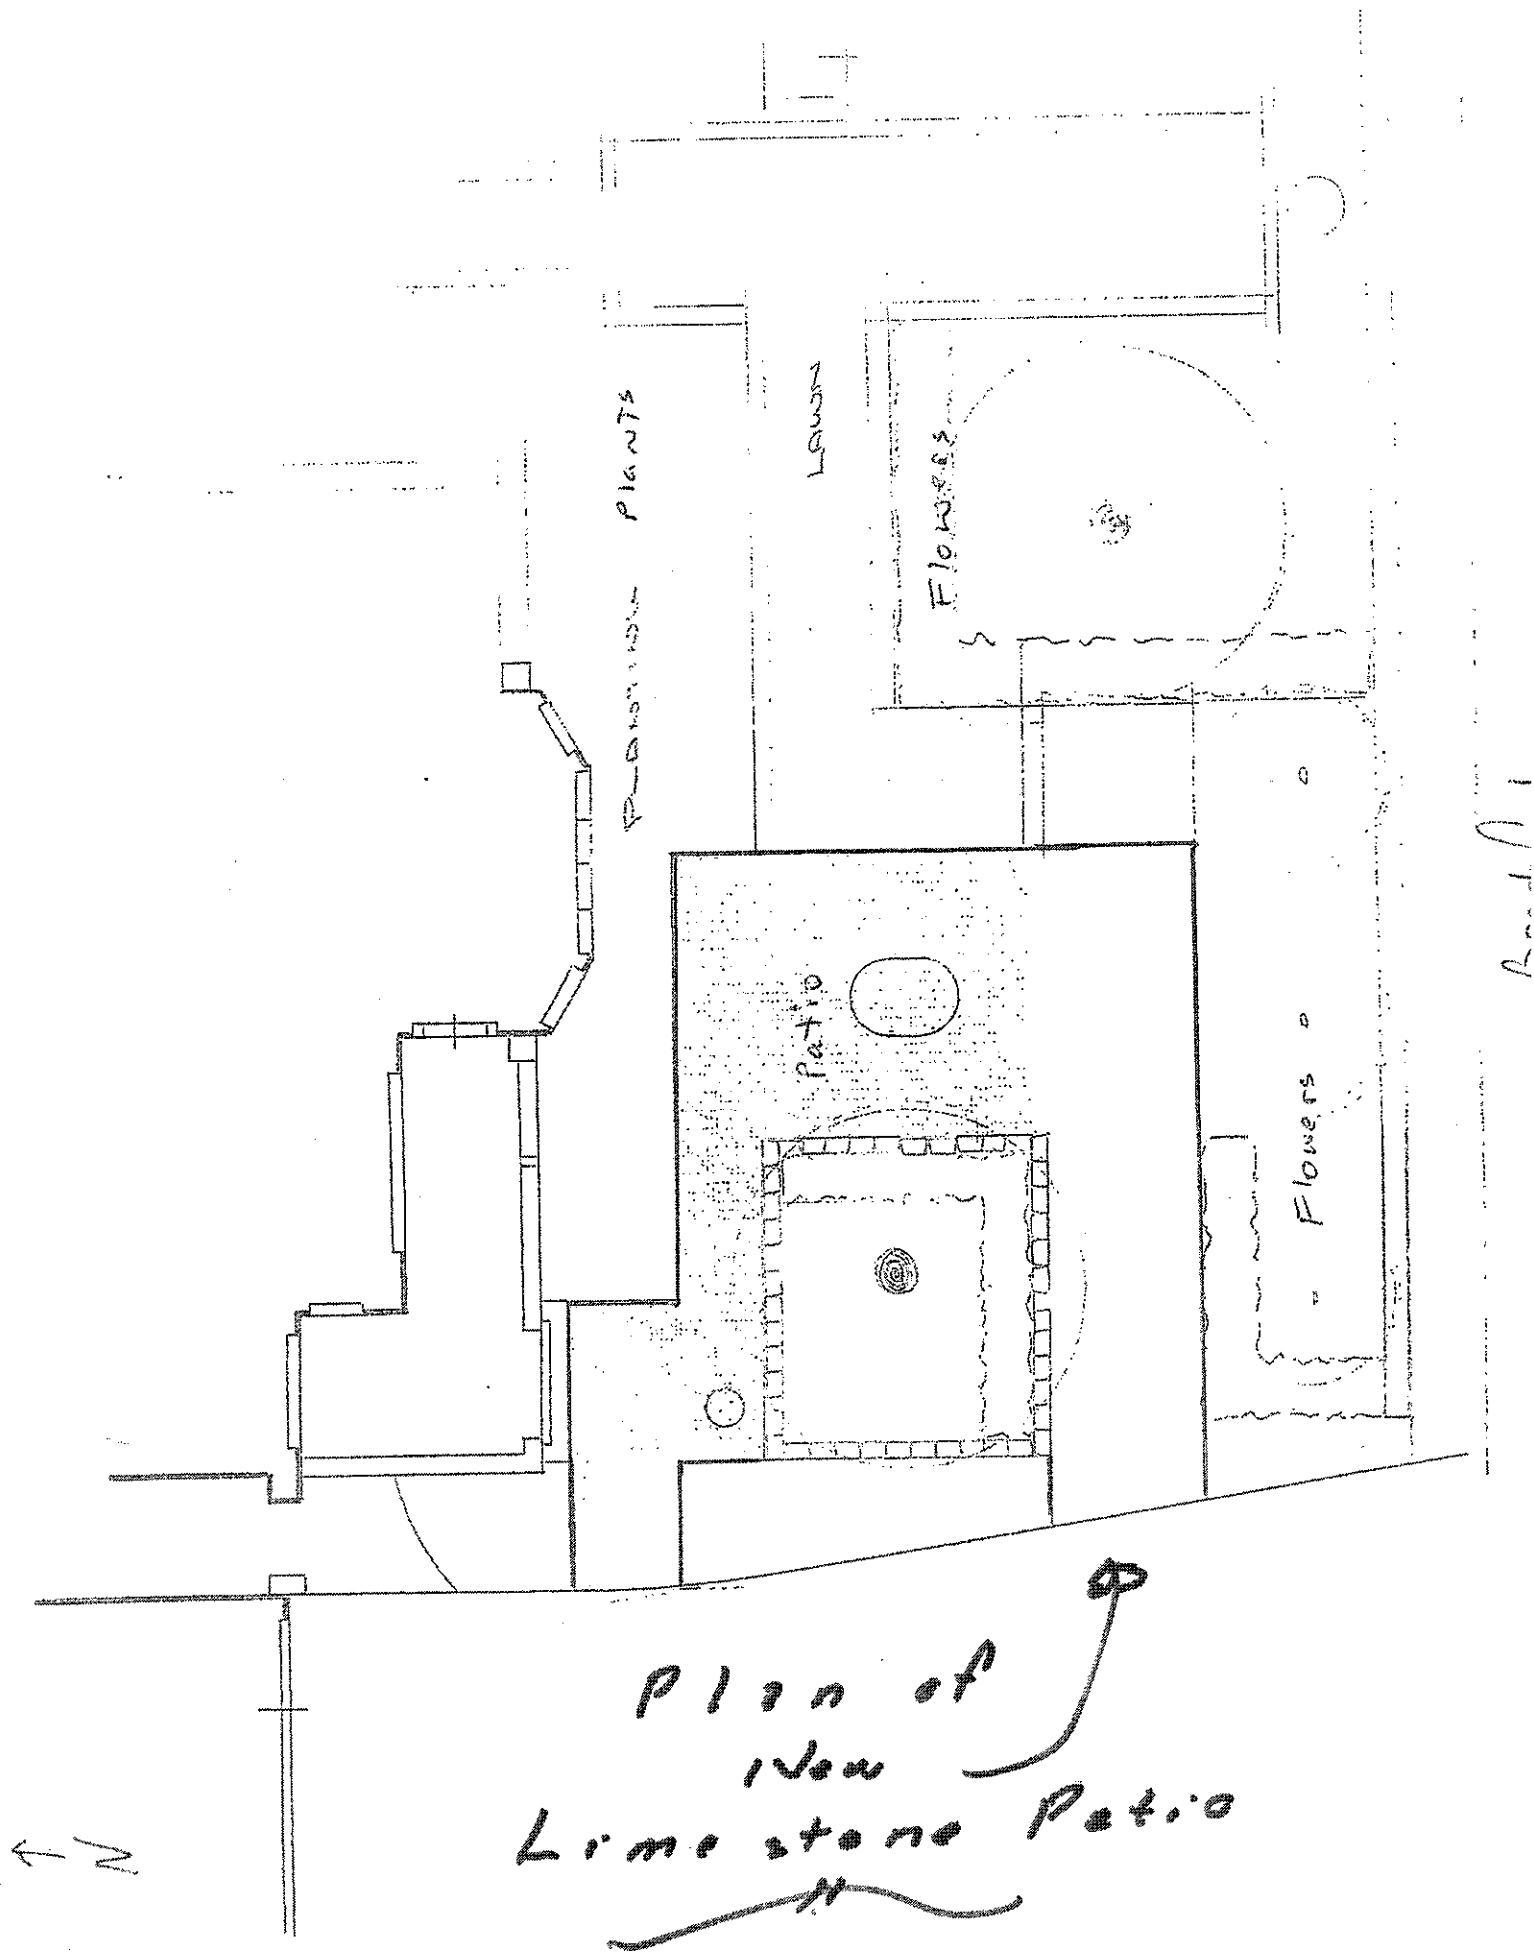 Plants
Lawn
Flowers
Patio
Flowers
Plan of
New
Limestone Patio
N